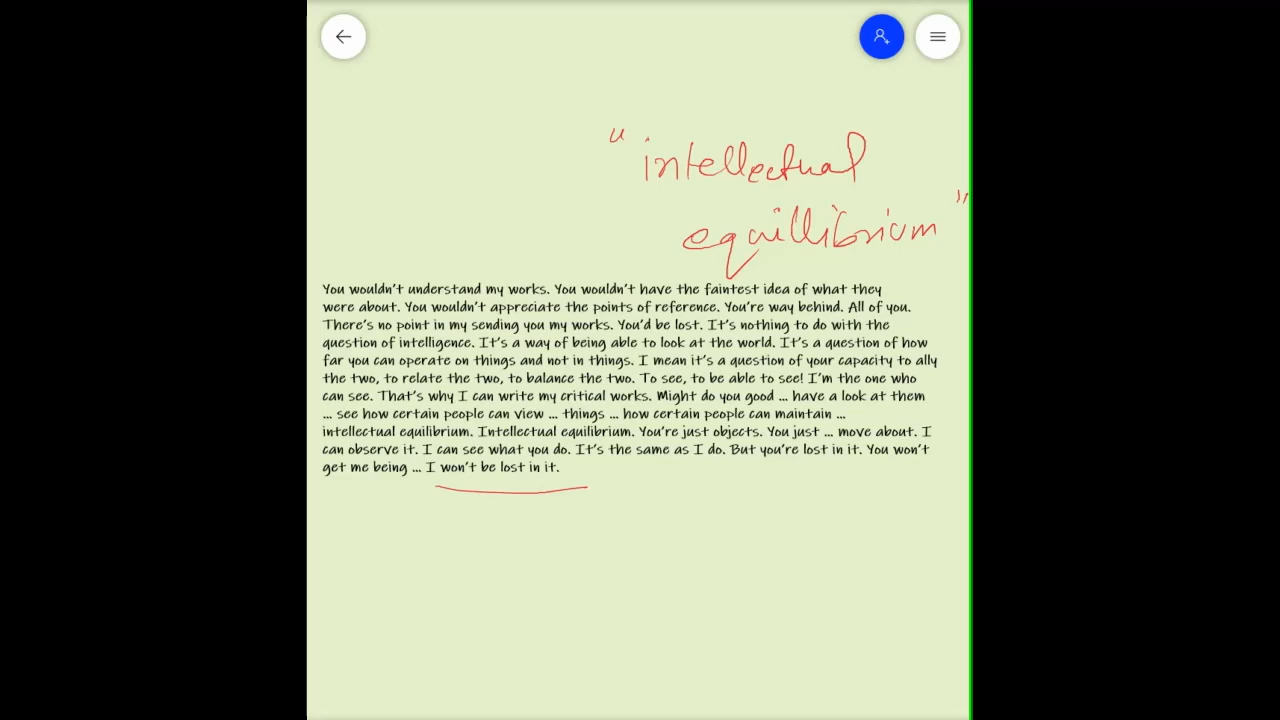 “ intellectual
equillibrium ”
You wouldn't understand my works. You wouldn't have the faintest idea of what they
were about. You wouldn't appreciate the points of reference. You're way behind. All of you.
There's no point in my sending you my works. You'd be lost. It's nothing to do with the
question of intelligence. It's a way of being able to look at the world. It's a question of how
far you can operate on things and not in things. I mean it's a question of your capacity to ally
the two, to relate the two, to balance the two. To see, to be able to see! I'm the one who
can see. That's why I can write my critical works. Might do you good ... have a look at them
... see how certain people can view ... things ... how certain people can maintain ...
intellectual equilibrium. Intellectual equilibrium. You're just objects. You just ... move about. I
can observe it. I can see what you do. It's the same as I do. But you're lost in it. You won't
get me being ... I won't be lost in it.